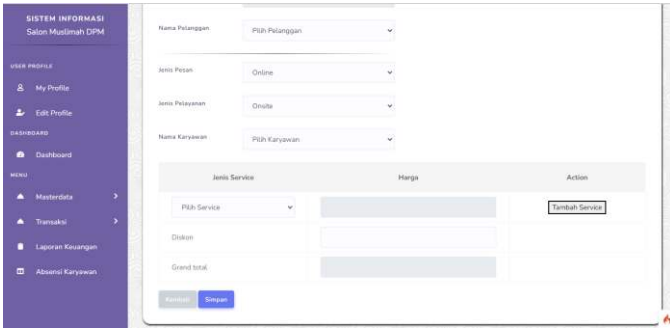 SISTEM INFORMASI
Salon Muslimah DPM
USER PROFILE
My Profile
Edit Profile
DASHBOARD
Dashboard
MENU
Masterdata
Transaksi
Laporan Keuangan
Absensi Karyawan
Nama Pelanggan
Pilih Pelanggan
Jenis Pesan
Online
Jenis Pelayanan
Onsite
Nama Karyawan
Pilih Karyawan
Jenis Service Harga Action
Pilih Service Tambah Service
Diskon
Grand total
Kembali Simpan